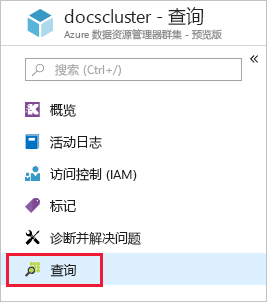 docscluster - 查询
Azure 数据资源管理器群集 - 预览版
搜索 (Ctrl+/)
概览
活动日志
访问控制 (IAM)
标记
诊断并解决问题
查询